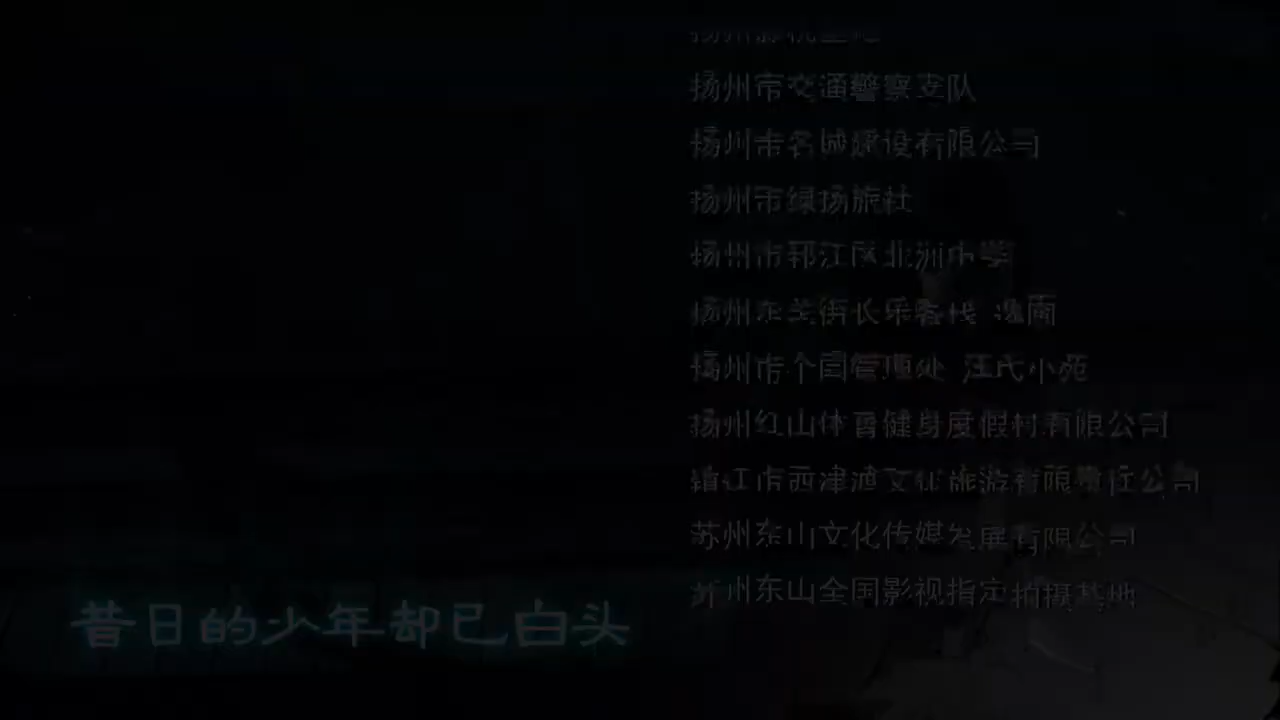 扬州市交通警察支队
扬州市名城建设有限公司
扬州市绿扬旅社
扬州市邗江区北洲中学
扬州东关街长乐客栈 逸南
扬州市个园管理处 汪氏小苑
扬州红山体育健身度假村有限公司
镇江市西津渡文化旅游有限责任公司
苏州东山文化传媒发展有限公司
苏州东山全国影视指定拍摄基地
昔日的少年却已白头